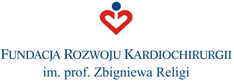 FUNDACJA ROZWOJU KARDIOCHIRURGII
im. prof. Zbigniewa Religi